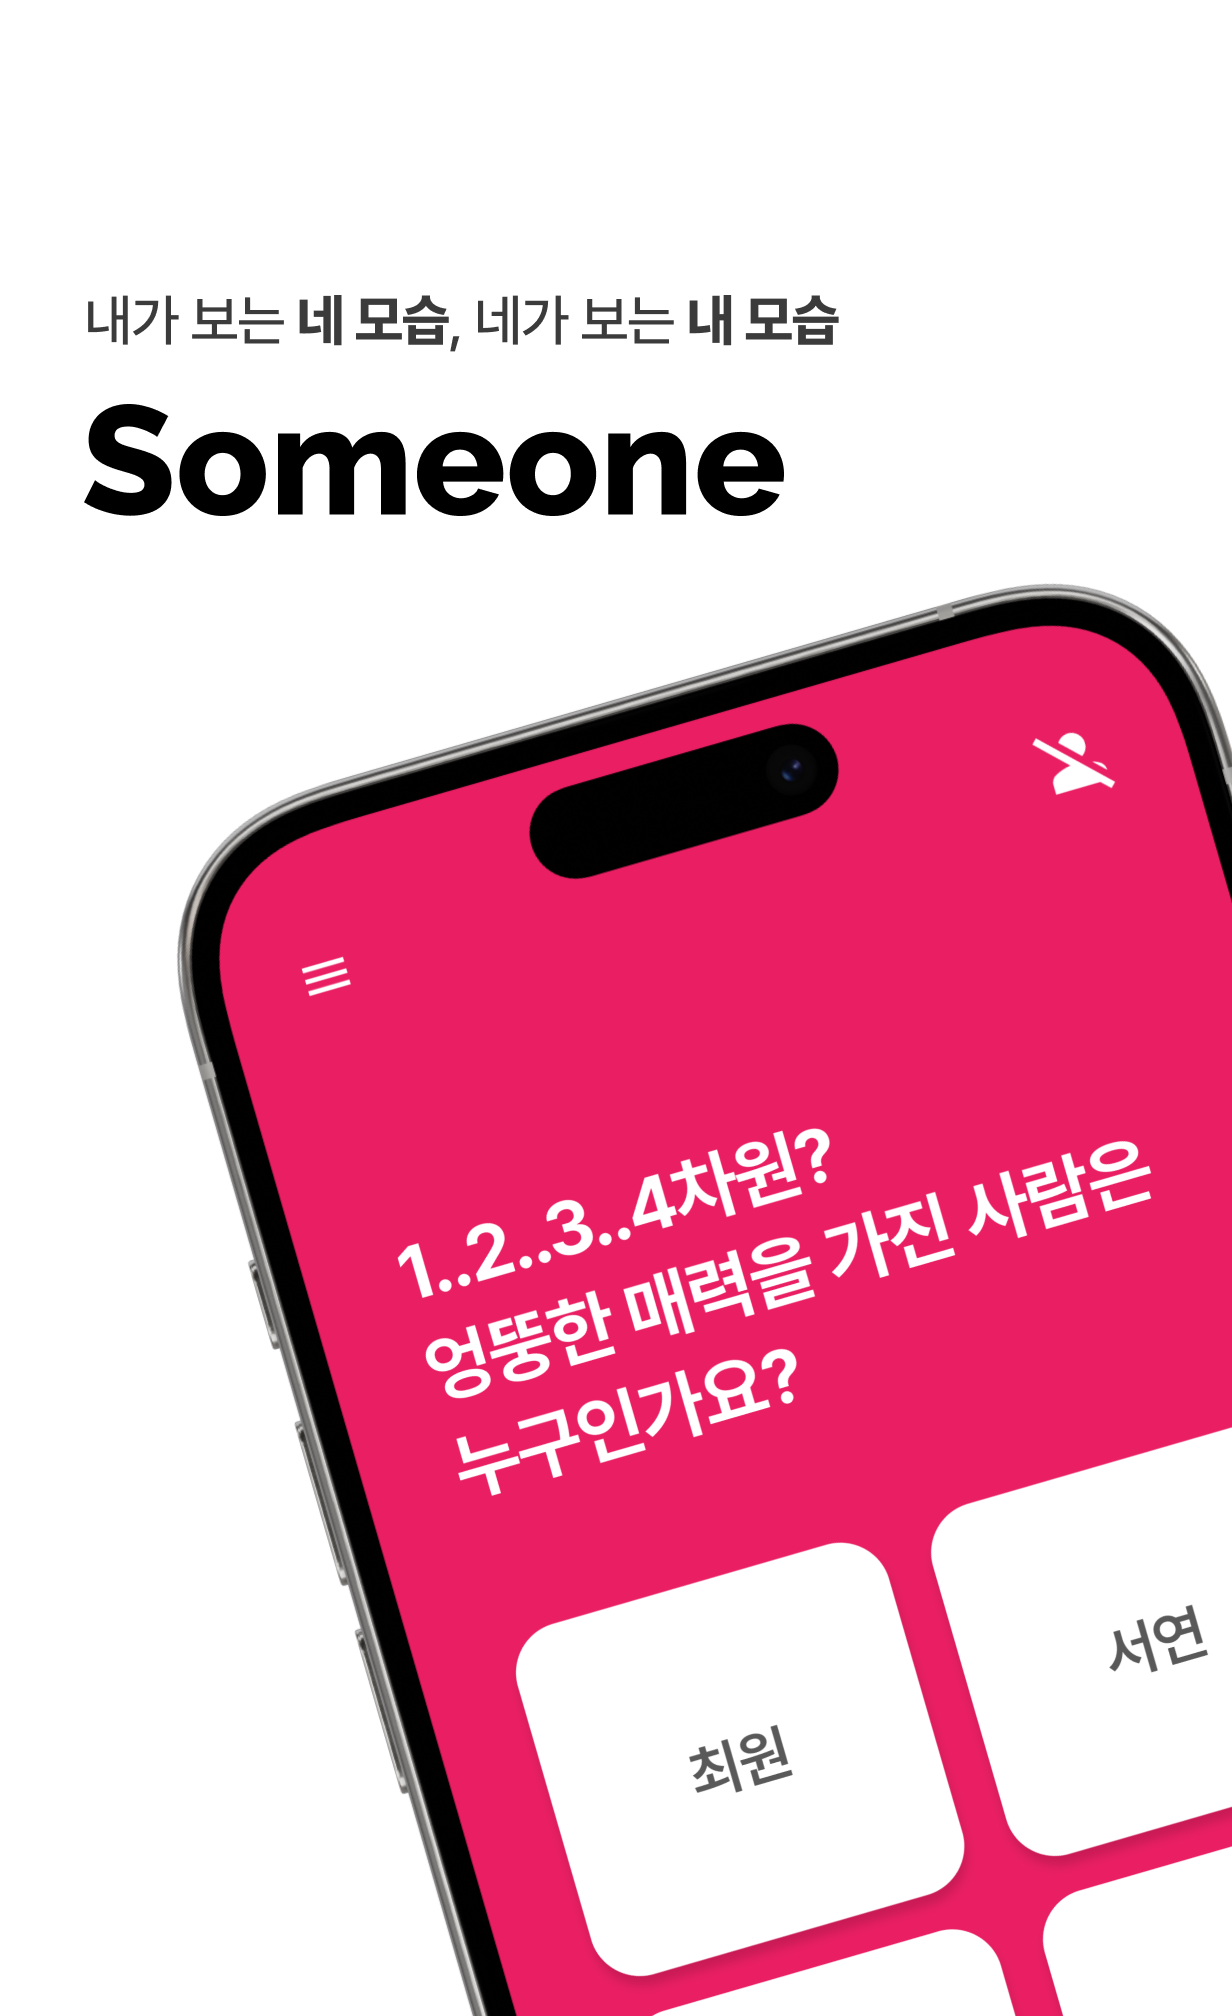 내가 보는 네 모습, 네가 보는 내 모습
Someone
1..2..3..4차원?
엉뚱한 매력을 가진 사람은
누구인가요?
최원
서연